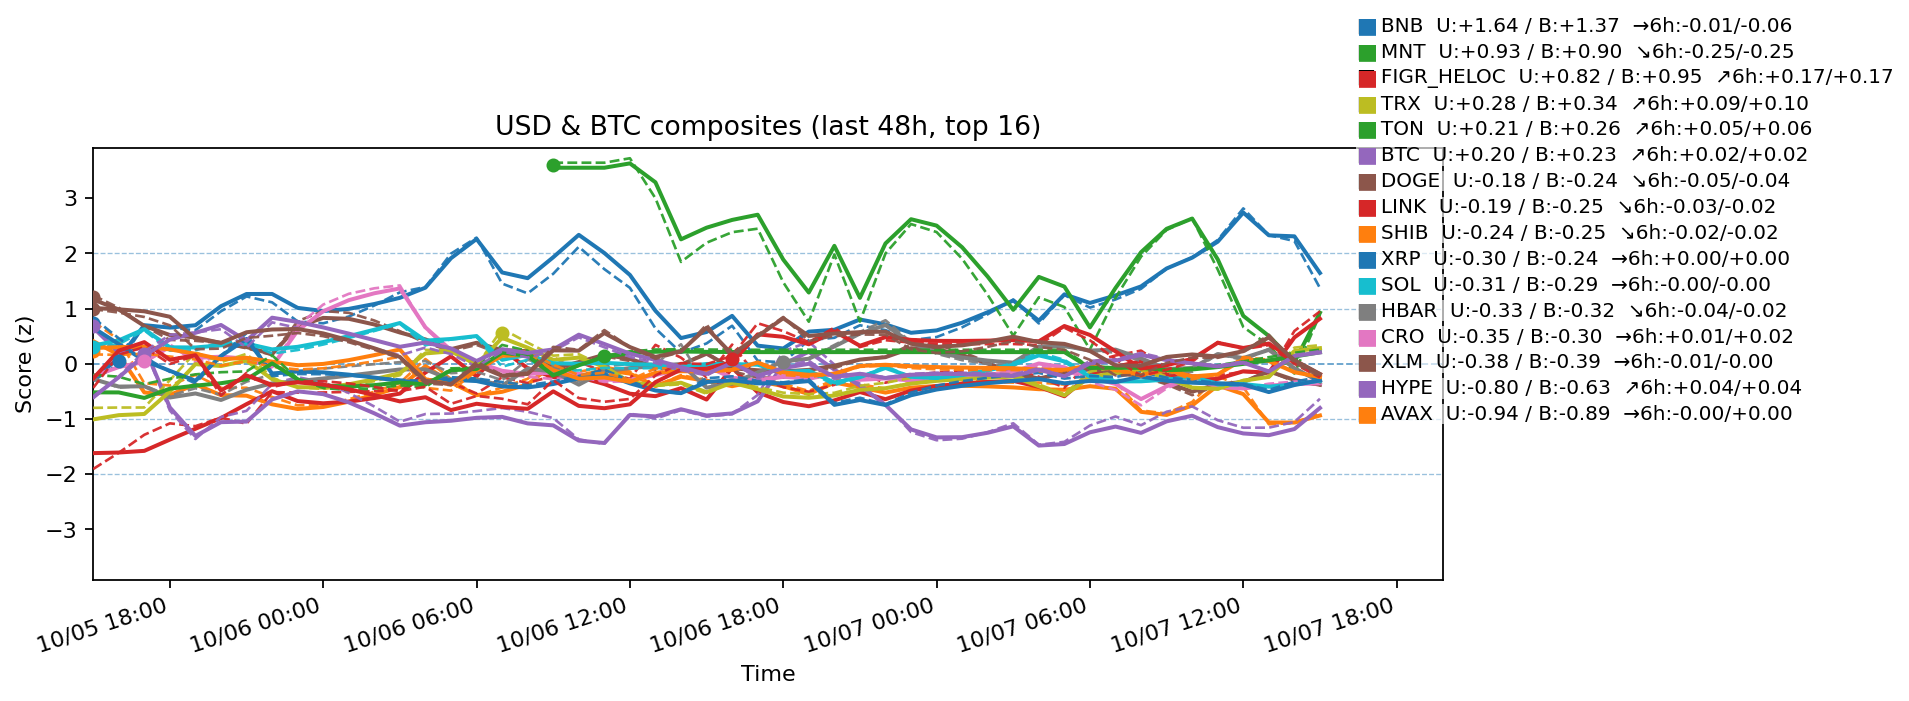 BNB  U:+1.64 / B:+1.37  →6h:-0.01/-0.06
MNT  U:+0.93 / B:+0.90  ↘6h:-0.25/-0.25
FIGR_HELOC  U:+0.82 / B:+0.95  ↗6h:+0.17/+0.17
TRX  U:+0.28 / B:+0.34  ↗6h:+0.09/+0.10
TON  U:+0.21 / B:+0.26  ↗6h:+0.05/+0.06
BTC  U:+0.20 / B:+0.23  ↗6h:+0.02/+0.02
DOGE  U:-0.18 / B:-0.24  ↘6h:-0.05/-0.04
LINK  U:-0.19 / B:-0.25  ↘6h:-0.03/-0.02
SHIB  U:-0.24 / B:-0.25  ↘6h:-0.02/-0.02
XRP  U:-0.30 / B:-0.24  →6h:+0.00/+0.00
SOL  U:-0.31 / B:-0.29  →6h:-0.00/-0.00
HBAR  U:-0.33 / B:-0.32  ↘6h:-0.04/-0.02
CRO  U:-0.35 / B:-0.30  →6h:+0.01/+0.02
XLM  U:-0.38 / B:-0.39  →6h:-0.01/-0.00
HYPE  U:-0.80 / B:-0.63  ↗6h:+0.04/+0.04
AVAX  U:-0.94 / B:-0.89  →6h:-0.00/+0.00
USD & BTC composites (last 48h, top 16)
Score (z)
3
2
1
0
−1
−2
−3
10/05 18:00
10/06 00:00
10/06 06:00
10/06 12:00
10/06 18:00
10/07 00:00
10/07 06:00
10/07 12:00
10/07 18:00
Time